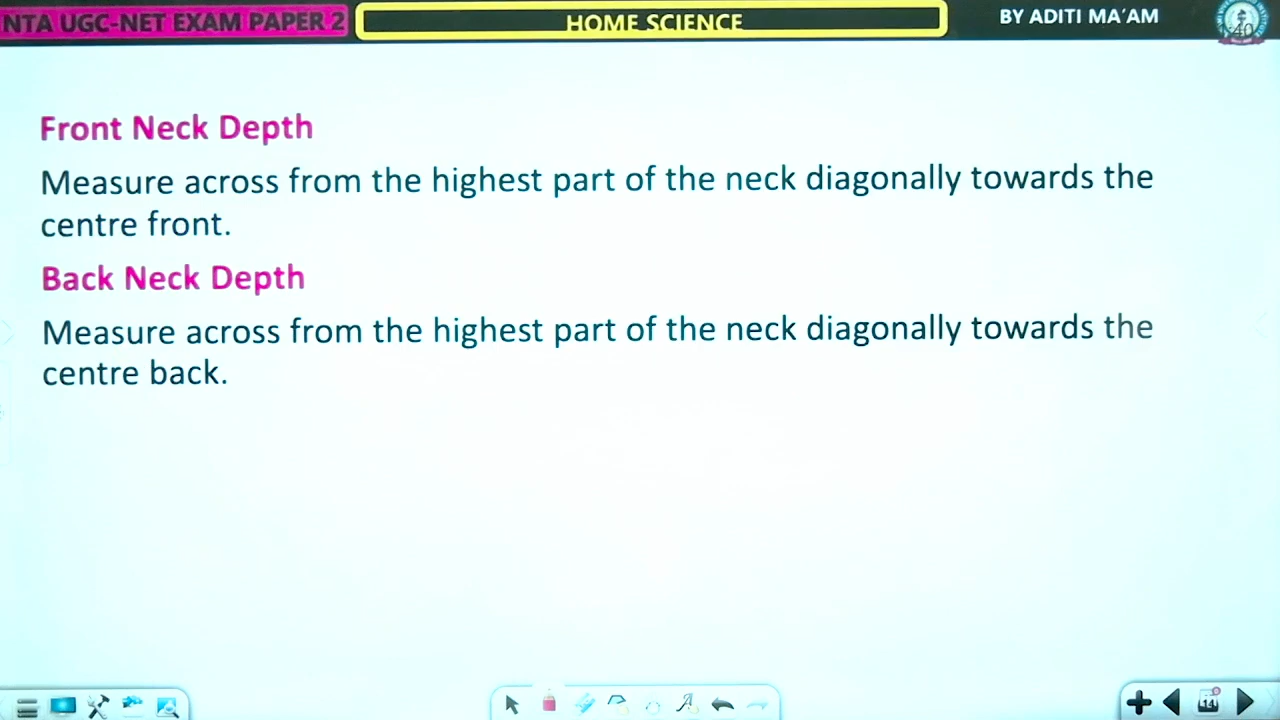 NTA UGC-NET EXAM PAPER 2
HOME SCIENCE
BY ADITI MA'AM
Front Neck Depth
Measure across from the highest part of the neck diagonally towards the
centre front.
Back Neck Depth
Measure across from the highest part of the neck diagonally towards the
centre back.
14